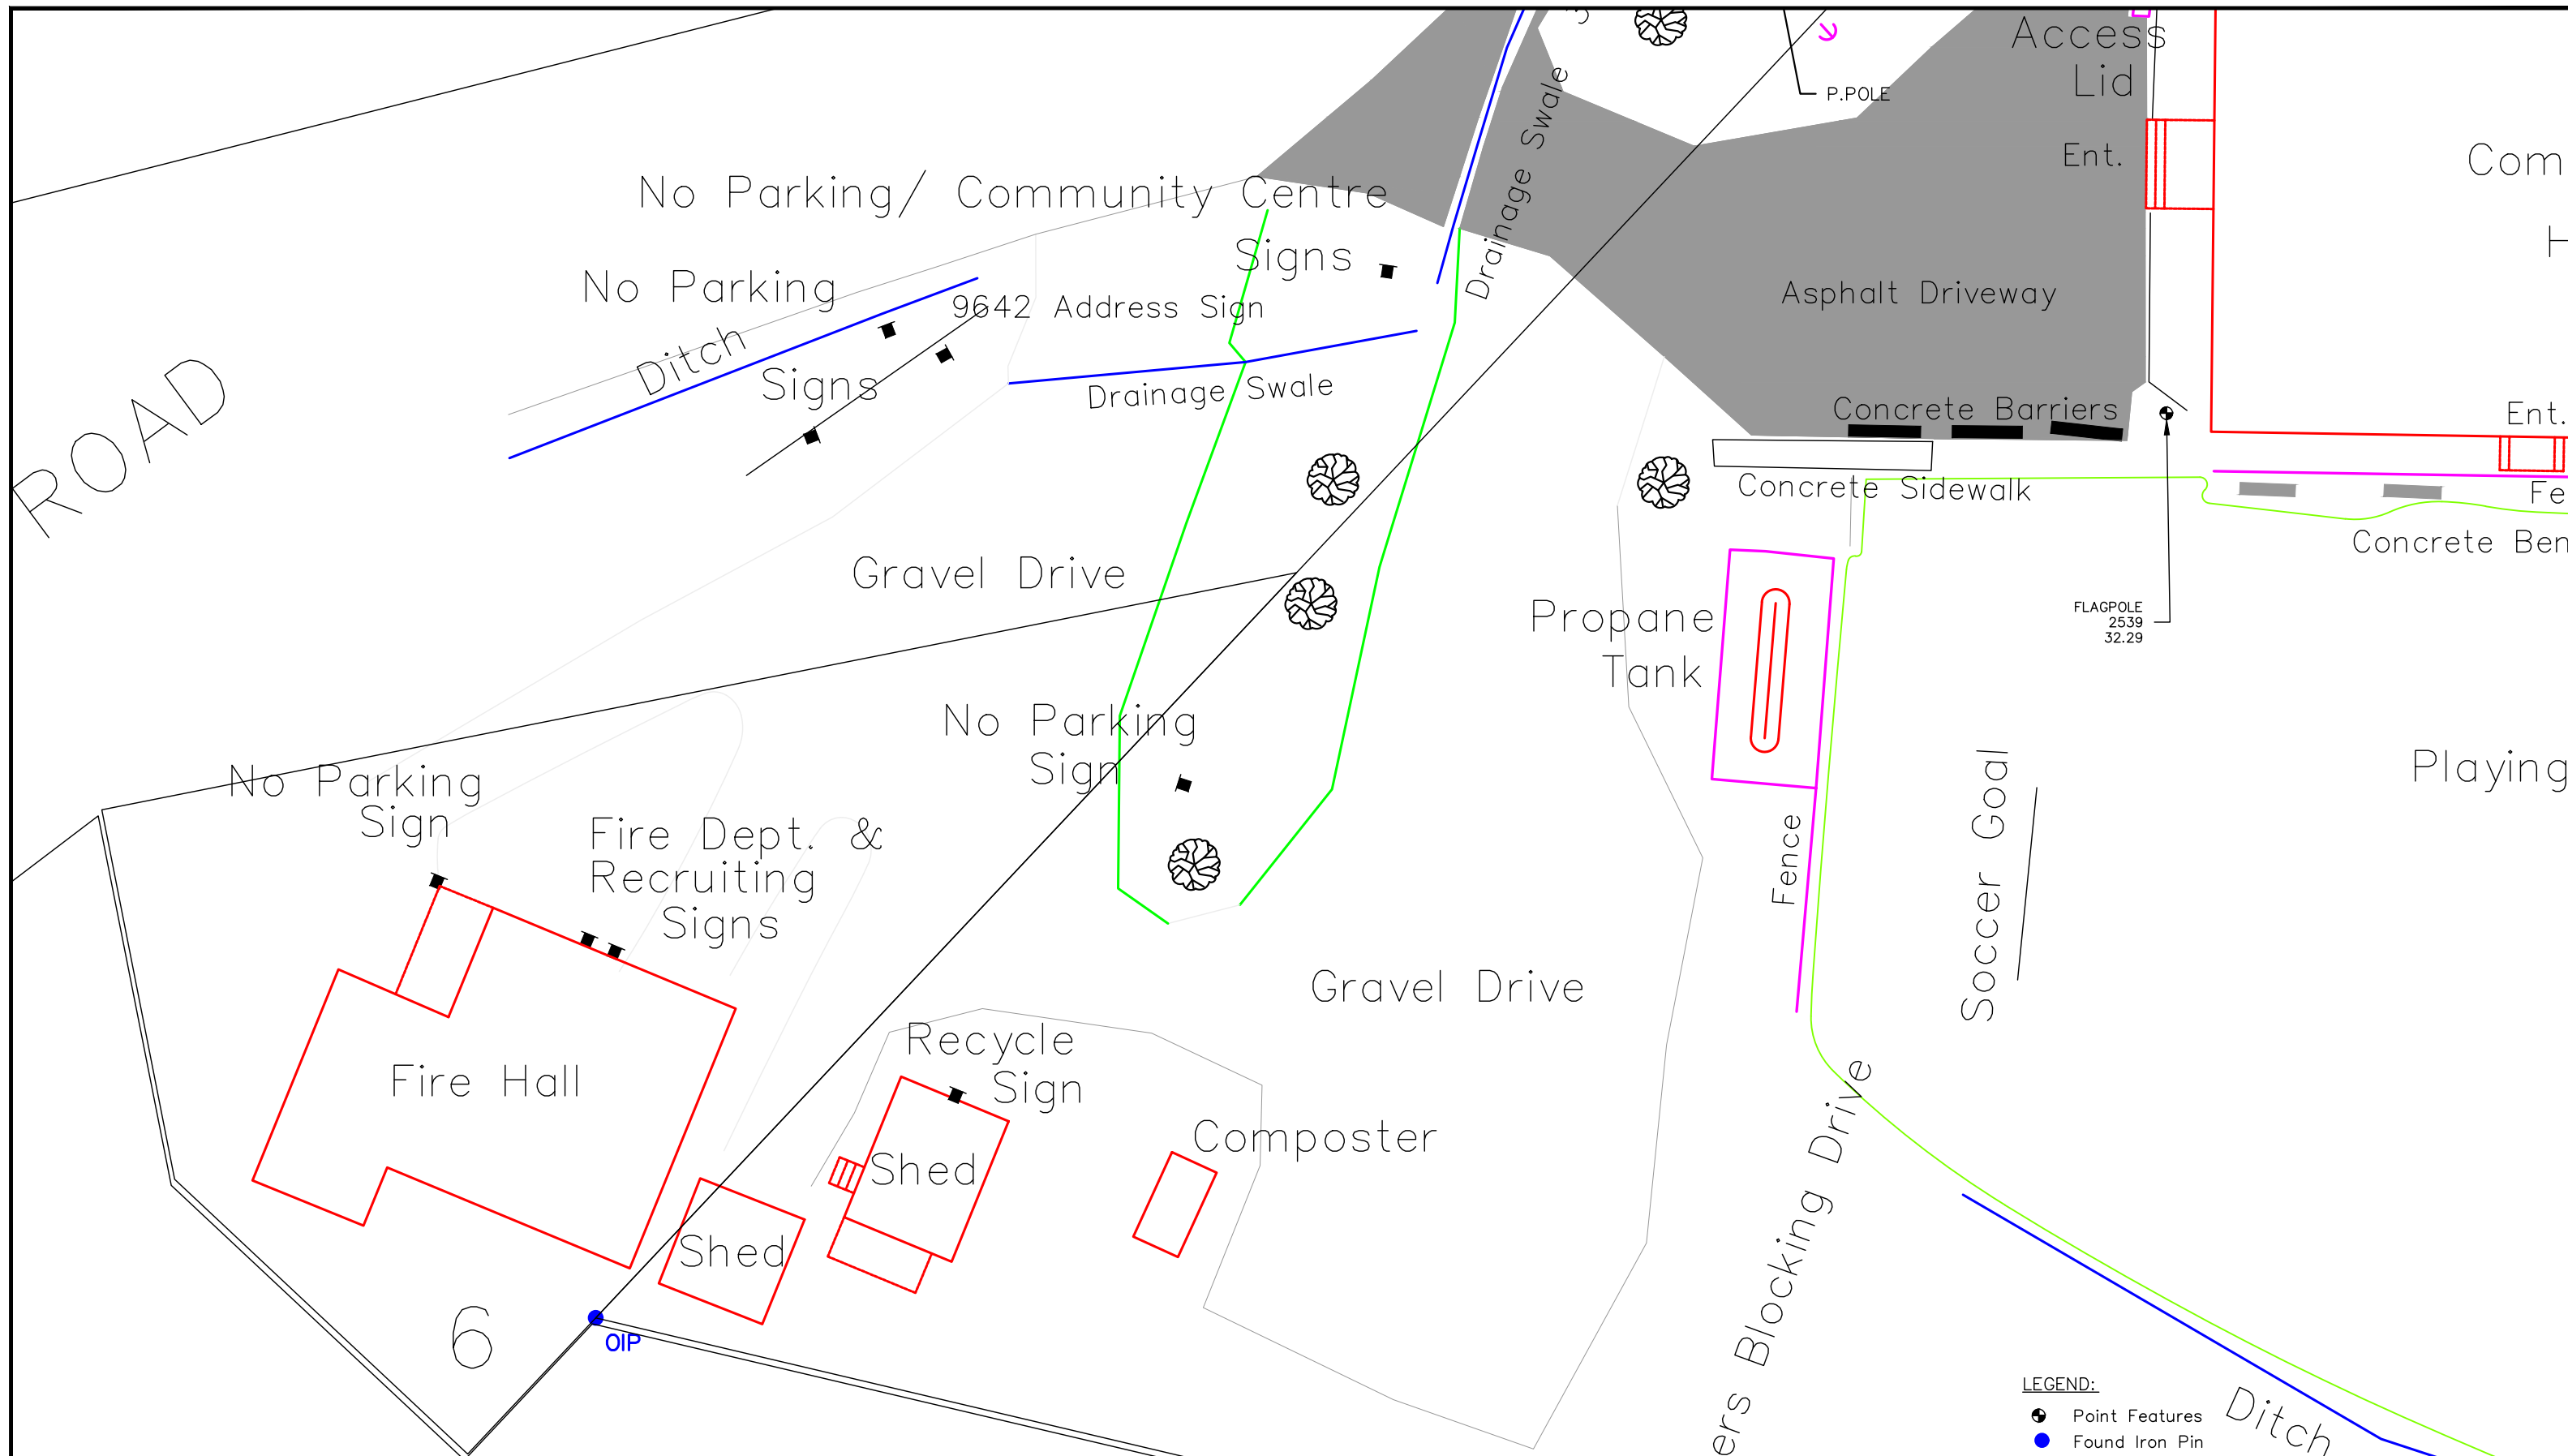 Access
Lid
P.POLE
Drainage Swale
Ent.
No Parking/ Community Centre
Signs
No Parking
Signs
9642 Address Sign
Ditch
Asphalt Driveway
Drainage Swale
ROAD
Concrete Barriers
Ent.
Concrete Sidewalk
Concrete
Gravel Drive
FLAGPOLE
2539
32.29
Propane
Tank
No Parking
Sign
No Parking
Sign
Playing
Soccer Goal
Fire Dept. &
Recruiting
Signs
Fence
Gravel Drive
Recycle
Sign
Fire Hall
Composter
Shed
Shed
Blocking Drive
6
OIP
LEGEND:
Point Features
Found Iron Pin
Ditch